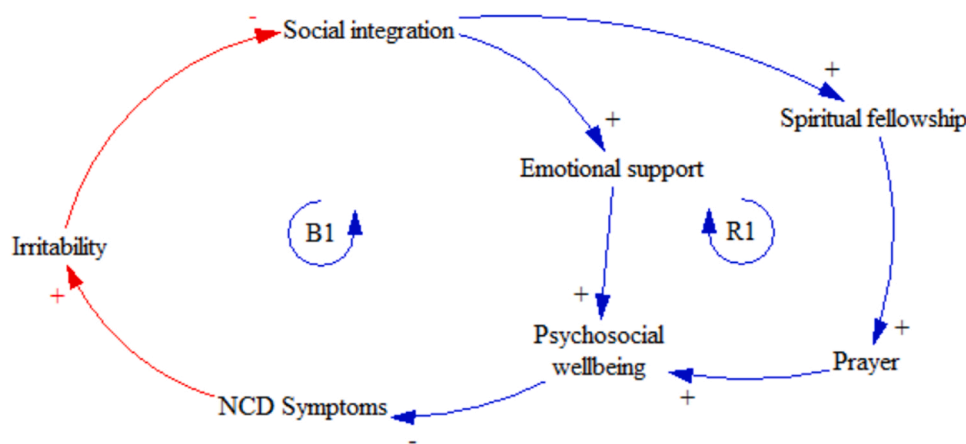 -
Social integration
+
Spiritual fellowship
+
Emotional support
B1
R1
Irritability
+
+
Psychosocial
wellbeing
+
Prayer
+
NCD Symptoms
-